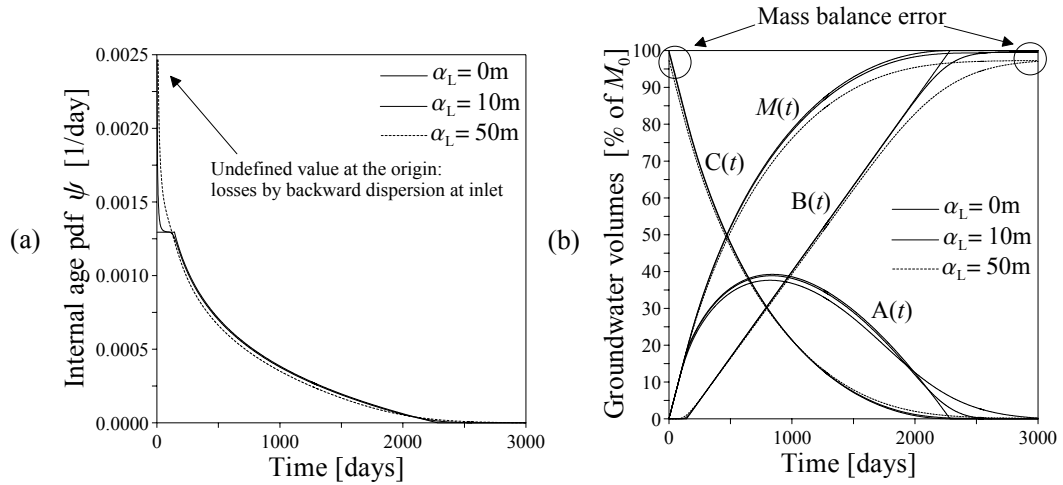 (a)
Internal age pdf ψ [1/day]
0.0025
0.0020
0.0015
0.0010
0.0005
0.0000
αL = 0m
αL = 10m
αL = 50m
Undefined value at the origin:
losses by backward dispersion at inlet
0 1000 2000 3000
Time [days]
Mass balance error
(b)
Groundwater volumes [% of M0]
100
90
80
70
60
50
40
30
20
10
0
M(t)
C(t)
B(t)
αL = 0m
αL = 10m
αL = 50m
A(t)
0 1000 2000 3000
Time [days]